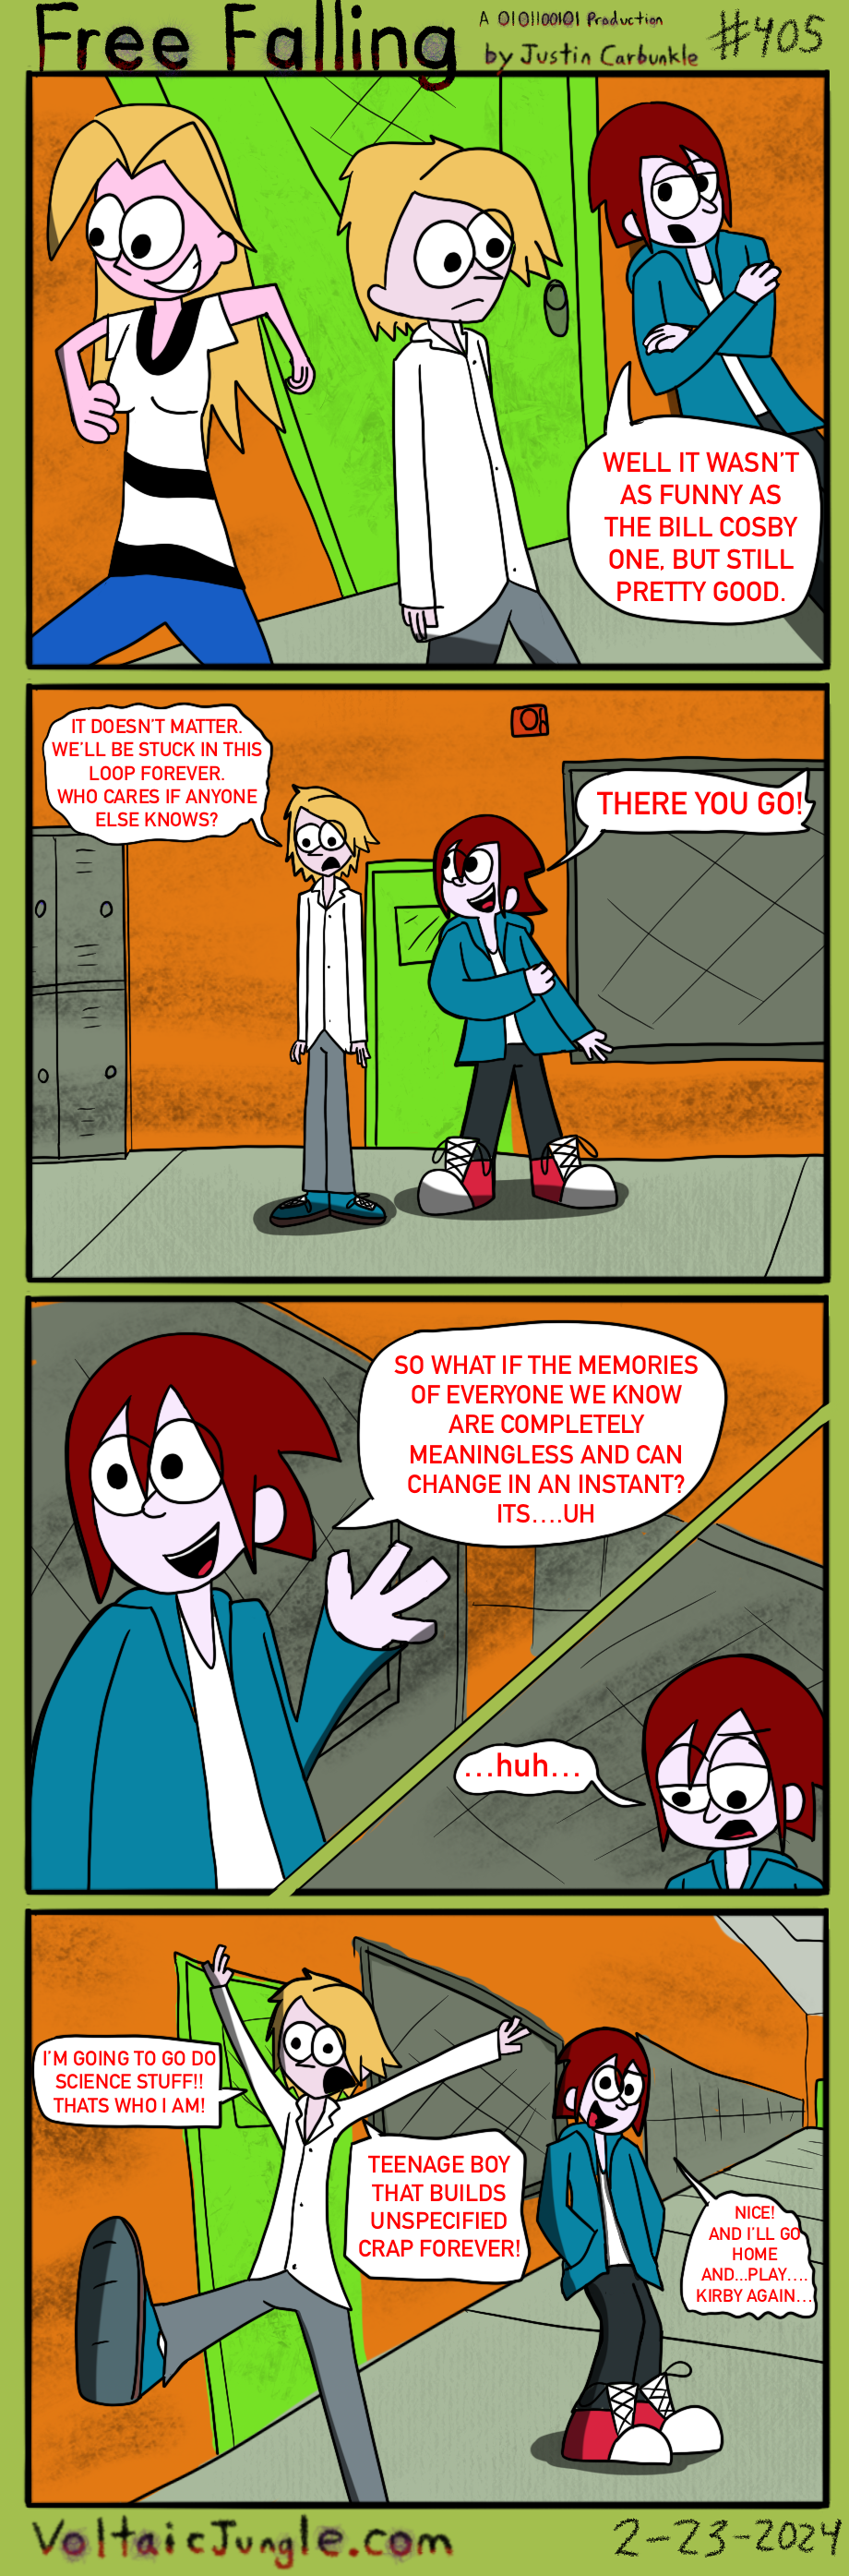 Free Falling
A 0101100101 Production
by Justin Carbunkle
#405
WELL IT WASN'T
AS FUNNY AS
THE BILL COSBY
ONE, BUT STILL
PRETTY GOOD.
IT DOESN'T MATTER.
WE'LL BE STUCK IN THIS
LOOP FOREVER.
WHO CARES IF ANYONE
ELSE KNOWS?
THERE YOU GO!
SO WHAT IF THE MEMORIES
OF EVERYONE WE KNOW
ARE COMPLETELY
MEANINGLESS AND CAN
CHANGE IN AN INSTANT?
ITS....UH
...huh...
I'M GOING TO GO DO
SCIENCE STUFF!!
THATS WHO I AM!
TEENAGE BOY
THAT BUILDS
UNSPECIFIED
CRAP FOREVER!
NICE!
AND I'LL GO
HOME
AND...PLAY....
KIRBY AGAIN...
VoltaicJungle.com
2-23-2024